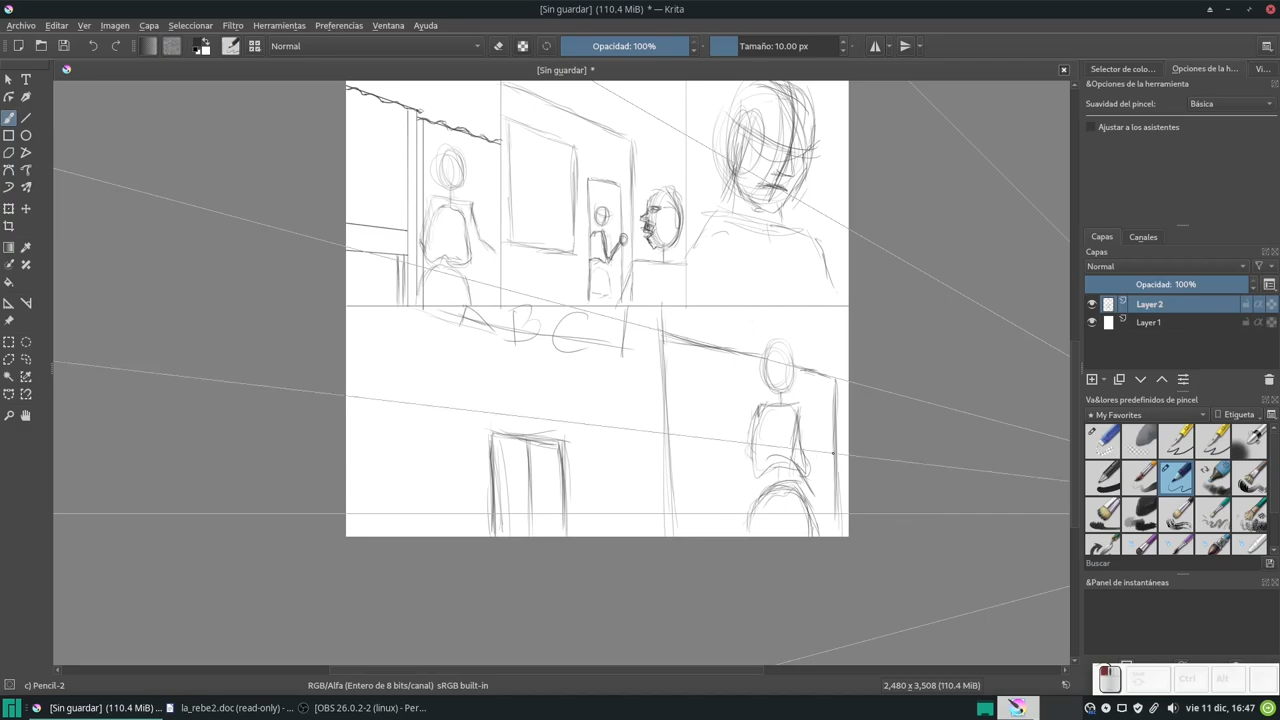 [Sin guardar] (109.4 MiB) * — Krita
Archivo Editar Ver Imagen Capa Seleccionar Filtro Herramientas Preferencias Ventana Ayuda
Normal Opacidad: 100% Tamaño: 10.00 px
[Sin guardar] *
Selector de colo... Opciones de la h... Vi...
&Opciones de la herramienta
Suavidad del pincel: Básica
Ajustar a los asistentes
Capas Canales
Capas
Normal
Opacidad: 100%
Layer 2
Layer 1
A B C
Va&lores predefinidos de pincel
★ My Favorites Etiqueta
Buscar
&Panel de instantáneas
c) Pencil-2 RGB/Alfa (Entero de 8 bits/canal) sRGB built-in 2,480 x 3,508 (110.4 MiB)
Ctrl Alt
[Sin guardar] (110.4 MiB) ... la_rebe2.doc (read-only) -... [OBS 26.0.2-2 (linux) - Per... vie 11 dic, 16:47